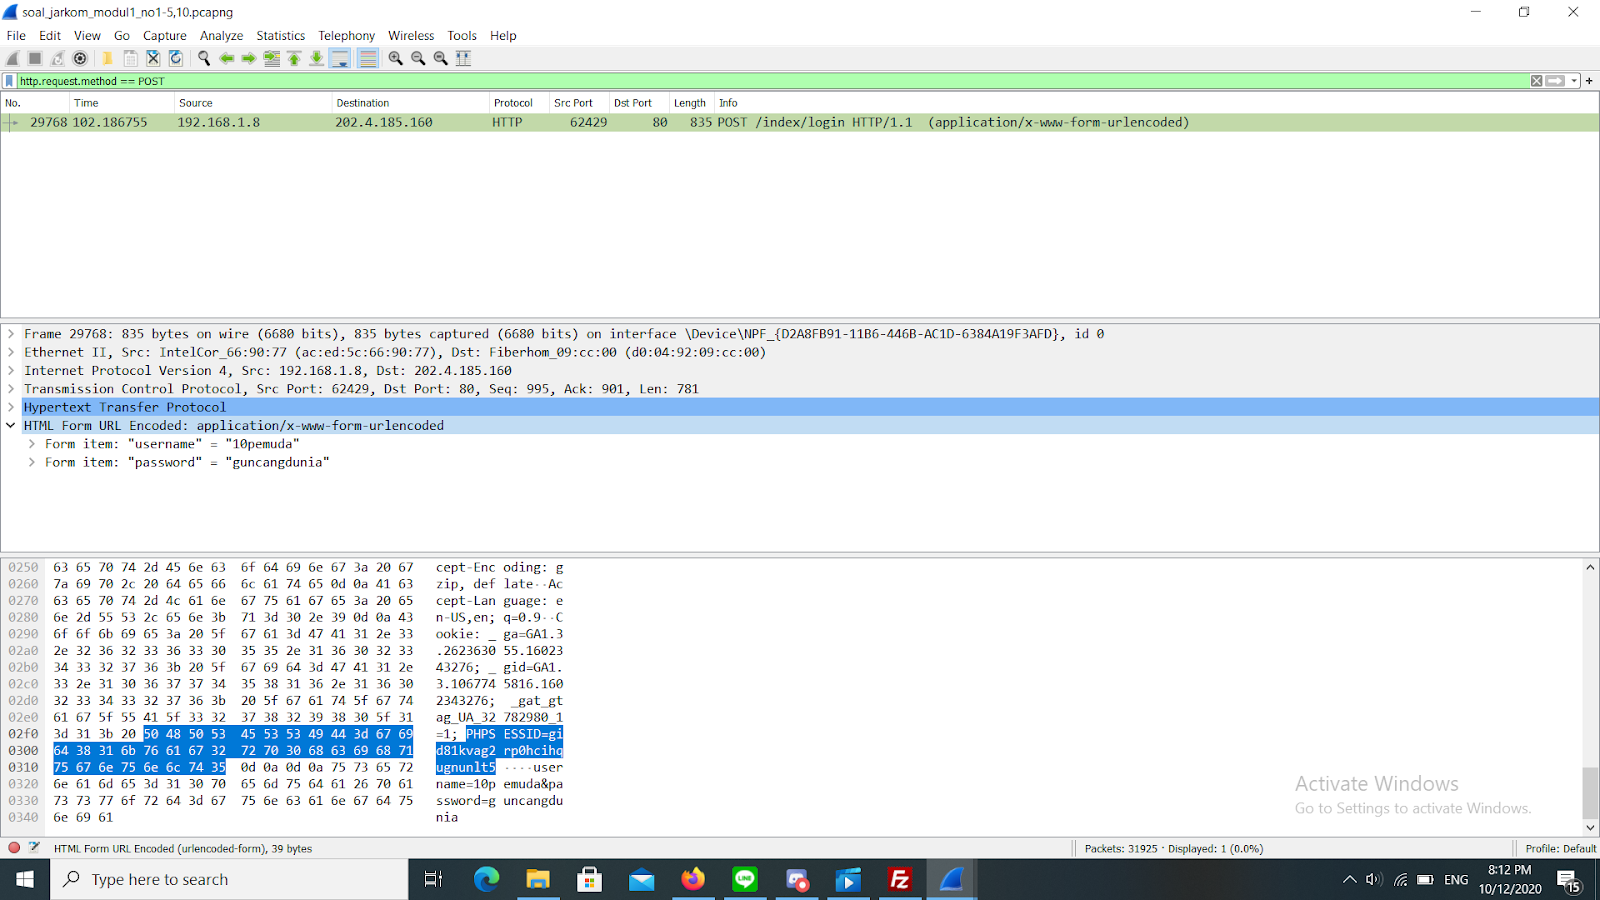 soal_jarkom_modul1_no1-5,10.pcapng
File Edit View Go Capture Analyze Statistics Telephony Wireless Tools Help
http.request.method == POST
No. Time Source Destination Protocol Src Port Dst Port Length Info
29768 102.186755 192.168.1.8 202.4.185.160 HTTP 62429 80 835 POST /index/login HTTP/1.1 (application/x-www-form-urlencoded)
Frame 29768: 835 bytes on wire (6680 bits), 835 bytes captured (6680 bits) on interface \Device\NPF_{D2A8FB91-11B6-446B-AC1D-6384A19F3AFD}, id 0
Ethernet II, Src: IntelCor_66:90:77 (ac:ed:5c:66:90:77), Dst: Fiberhom_09:cc:00 (d0:04:92:09:cc:00)
Internet Protocol Version 4, Src: 192.168.1.8, Dst: 202.4.185.160
Transmission Control Protocol, Src Port: 62429, Dst Port: 80, Seq: 995, Ack: 901, Len: 781
Hypertext Transfer Protocol
HTML Form URL Encoded: application/x-www-form-urlencoded
Form item: "username" = "10pemuda"
Form item: "password" = "guncangdunia"
0250 63 65 70 74 2d 45 6e 63 6f 64 69 6e 67 3a 20 67 cept-Enc oding: g
0260 7a 69 70 2c 20 64 65 66 6c 61 74 65 0d 0a 41 63 zip, def late··Ac
0270 63 65 70 74 2d 4c 61 6e 67 75 61 67 65 3a 20 65 cept-Lan guage: e
0280 6e 2d 55 53 2c 65 6e 3b 71 3d 30 2e 39 0d 0a 43 n-US,en; q=0.9··C
0290 6f 6f 6b 69 65 3a 20 5f 67 61 3d 47 41 31 2e 33 ookie: _ ga=GA1.3
02a0 2e 32 36 32 33 36 33 30 35 35 2e 31 36 30 32 33 .2623630 55.16023
02b0 34 33 32 37 36 3b 20 5f 67 69 64 3d 47 41 31 2e 43276; _ gid=GA1.
02c0 33 2e 31 30 36 37 37 34 35 38 31 36 2e 31 36 30 3.106774 5816.160
02d0 32 33 34 33 32 37 36 3b 20 5f 67 61 74 5f 67 74 2343276; _gat_gt
02e0 61 67 5f 55 41 5f 33 32 37 38 32 39 38 30 5f 31 ag_UA_32 782980_1
02f0 3d 31 3b 20 50 48 50 53 45 53 53 49 44 3d 67 69 =1; PHPS ESSID=gi
0300 64 38 31 6b 76 61 67 32 72 70 30 68 63 69 68 71 d81kvag2 rp0hcihq
0310 75 67 6e 75 6e 6c 74 35 0d 0a 0d 0a 75 73 65 72 ugnunlt5 ····user
0320 6e 61 6d 65 3d 31 30 70 65 6d 75 64 61 26 70 61 name=10p emuda&pa
0330 73 73 77 6f 72 64 3d 67 75 6e 63 61 6e 67 64 75 ssword=g uncangdu
0340 6e 69 61 nia
Activate Windows
Go to Settings to activate Windows.
HTML Form URL Encoded (urlencoded-form), 39 bytes Packets: 31925 · Displayed: 1 (0.0%) Profile: Default
Type here to search
LINE
ENG
8:12 PM
10/12/2020
15